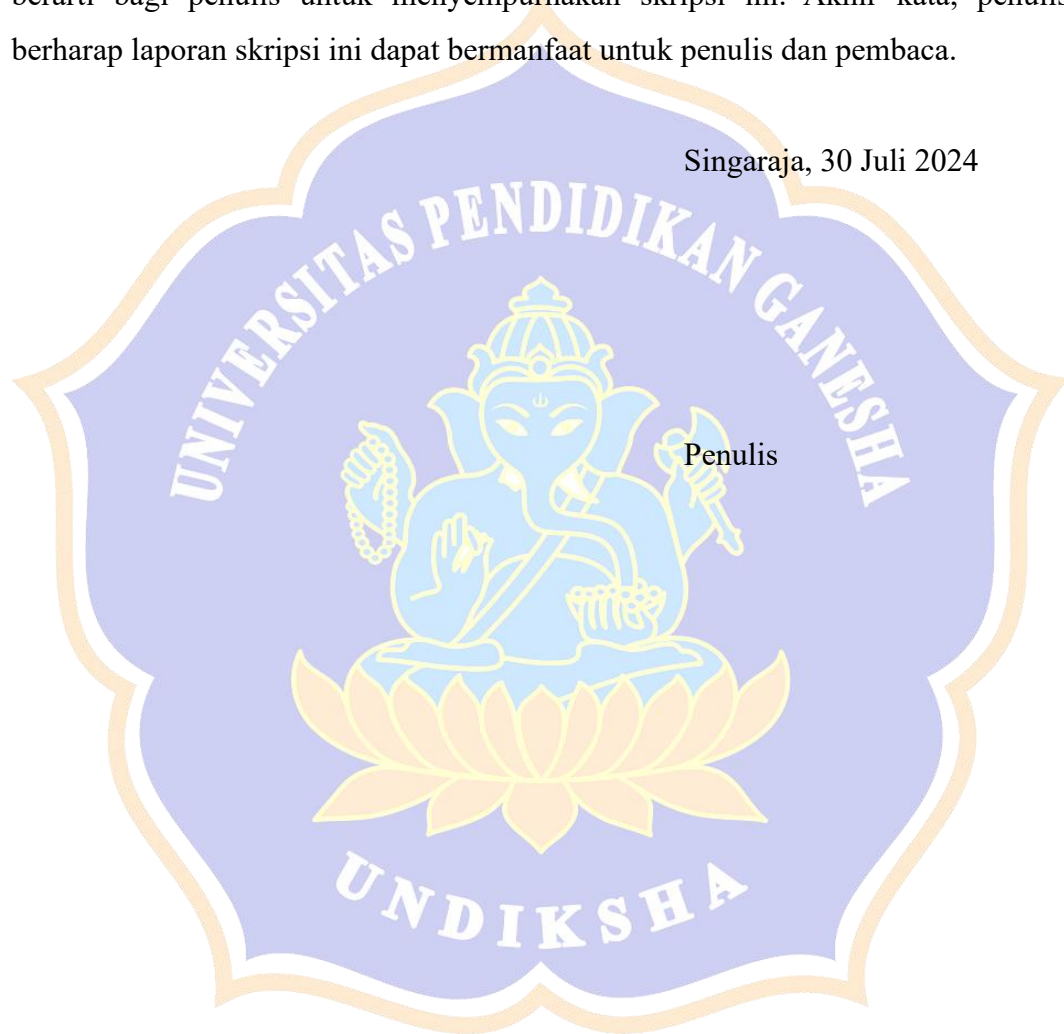 berarti bagi penulis untuk menyempurnakan skripsi ini. Akhir kata, penulis
berharap laporan skripsi ini dapat bermanfaat untuk penulis dan pembaca.
Singaraja, 30 Juli 2024
UNIVERSITAS PENDIDIKAN GANESHA
Penulis
UNDIKSHA